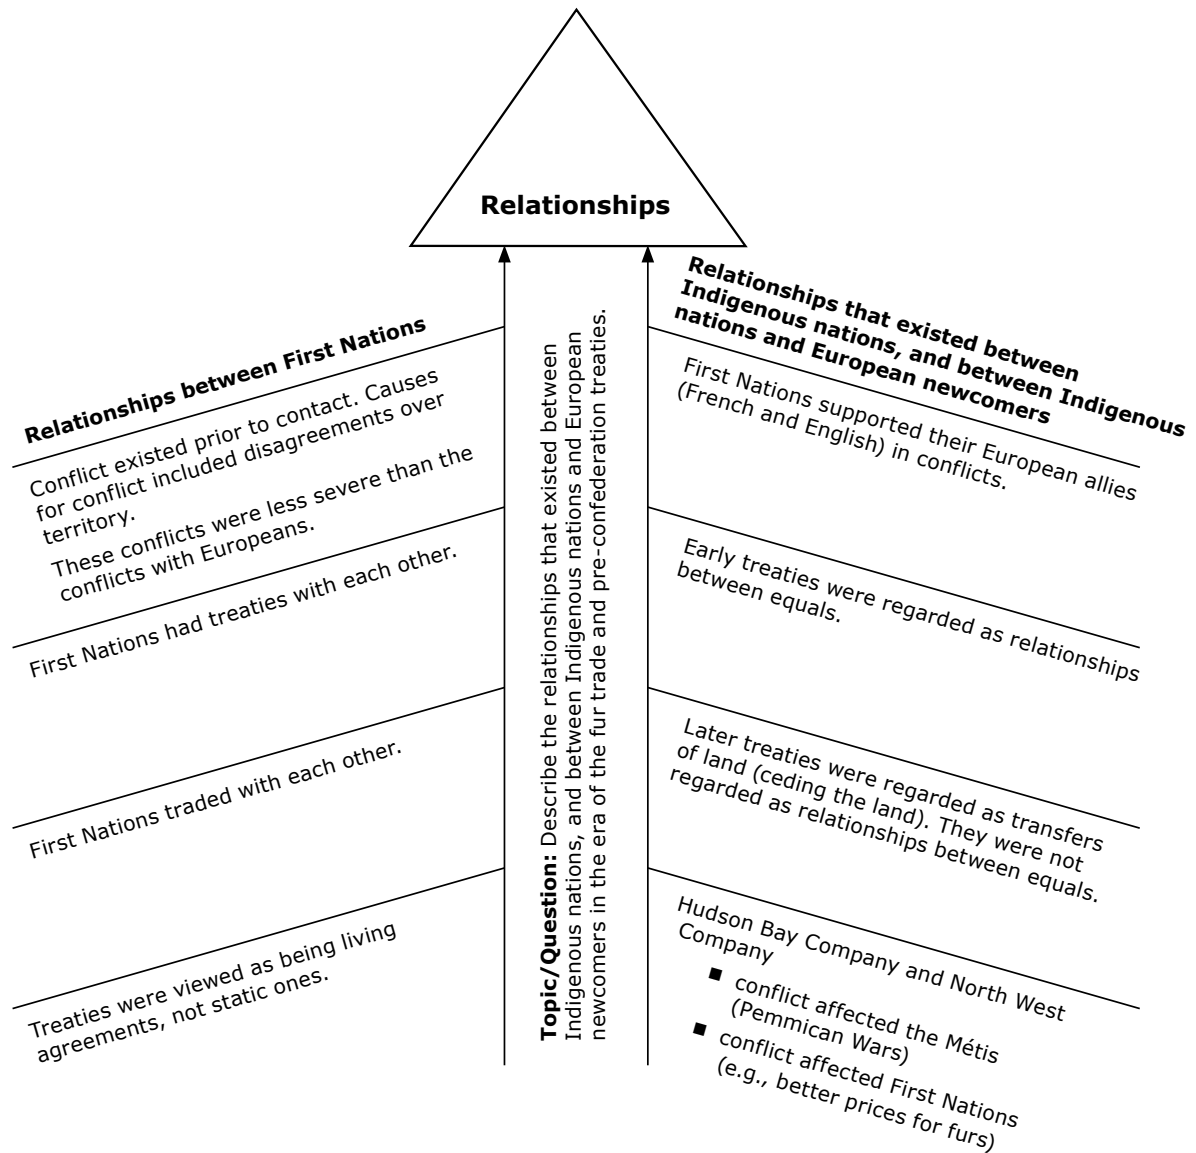 Relationships
Relationships between First Nations
Conflict existed prior to contact. Causes
for conflict included disagreements over
territory.
These conflicts were less severe than the
conflicts with Europeans.
First Nations had treaties with each other.
First Nations traded with each other.
Treaties were viewed as being living
agreements, not static ones.
Topic/Question: Describe the relationships that existed between
Indigenous nations, and between Indigenous nations and European
newcomers in the era of the fur trade and pre-confederation treaties.
Relationships that existed between
Indigenous nations, and between Indigenous
nations and European newcomers
First Nations supported their European allies
(French and English) in conflicts.
Early treaties were regarded as relationships
between equals.
Later treaties were regarded as transfers
of land (ceding the land). They were not
regarded as relationships between equals.
Hudson Bay Company and North West
Company
■ conflict affected the Métis
(Pemmican Wars)
■ conflict affected First Nations
(e.g., better prices for furs)